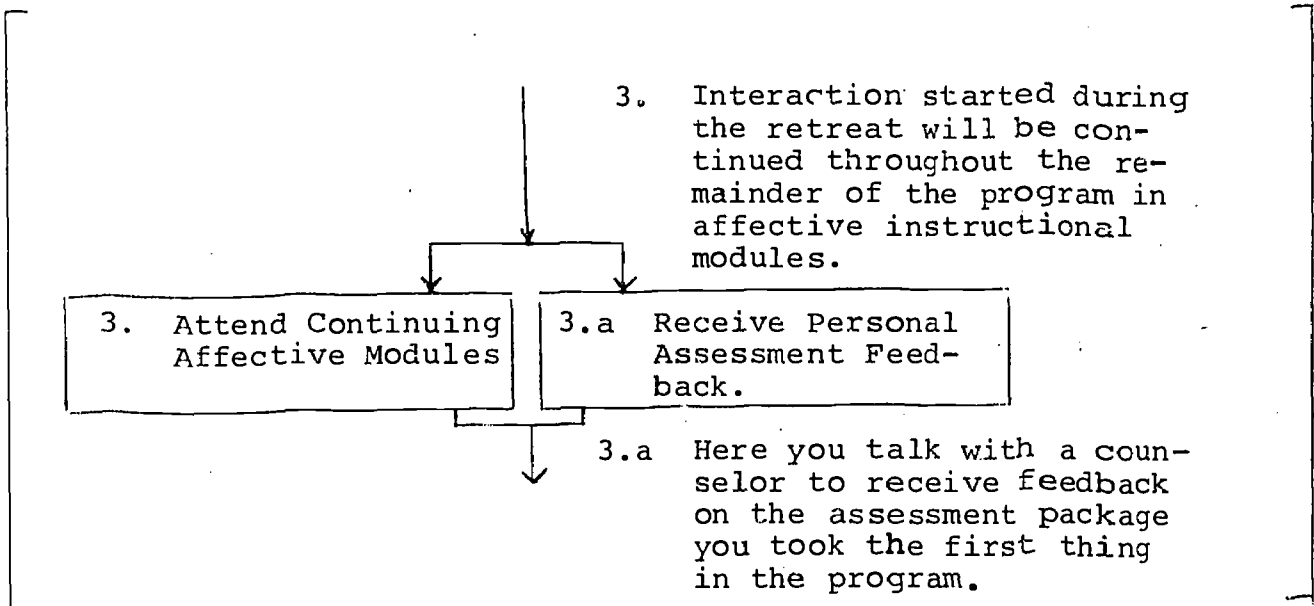 3. Interaction started during
the retreat will be con-
tinued throughout the re-
mainder of the program in
affective instructional
modules.
3. Attend Continuing
Affective Modules
3.a Receive Personal
Assessment Feed-
back.
3.a Here you talk with a coun-
selor to receive feedback
on the assessment package
you took the first thing
in the program.